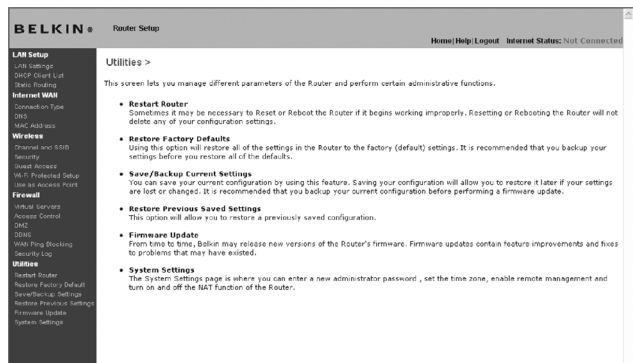 BELKIN® Router Setup
Home|Help|Logout Internet Status: Not Connected
LAN Setup
LAN Settings
DHCP Client List
Static Routing
Internet WAN
Connection Type
DNS
MAC Address
Wireless
Channel and SSID
Security
Guest Access
Wi-Fi Protected Setup
Use as Access Point
Firewall
Virtual Servers
Access Control
DMZ
DDNS
WAN Ping Blocking
Security Log
Utilities
Restart Router
Restore Factory Default
Save/Backup Settings
Restore Previous Settings
Firmware Update
System Settings
Utilities >
This screen lets you manage different parameters of the Router and perform certain administrative functions.
• Restart Router
Sometimes it may be necessary to Reset or Reboot the Router if it begins working improperly. Resetting or Rebooting the Router will not
delete any of your configuration settings.
• Restore Factory Defaults
Using this option will restore all of the settings in the Router to the factory (default) settings. It is recommended that you backup your
settings before you restore all of the defaults.
• Save/Backup Current Settings
You can save your current configuration by using this feature. Saving your configuration will allow you to restore it later if your settings
are lost or changed. It is recommended that you backup your current configuration before performing a firmware update.
• Restore Previous Saved Settings
This option will allow you to restore a previously saved configuration.
• Firmware Update
From time to time, Belkin may release new versions of the Router's firmware. Firmware updates contain feature improvements and fixes
to problems that may have existed.
• System Settings
The System Settings page is where you can enter a new administrator password , set the time zone, enable remote management and
turn on and off the NAT function of the Router.